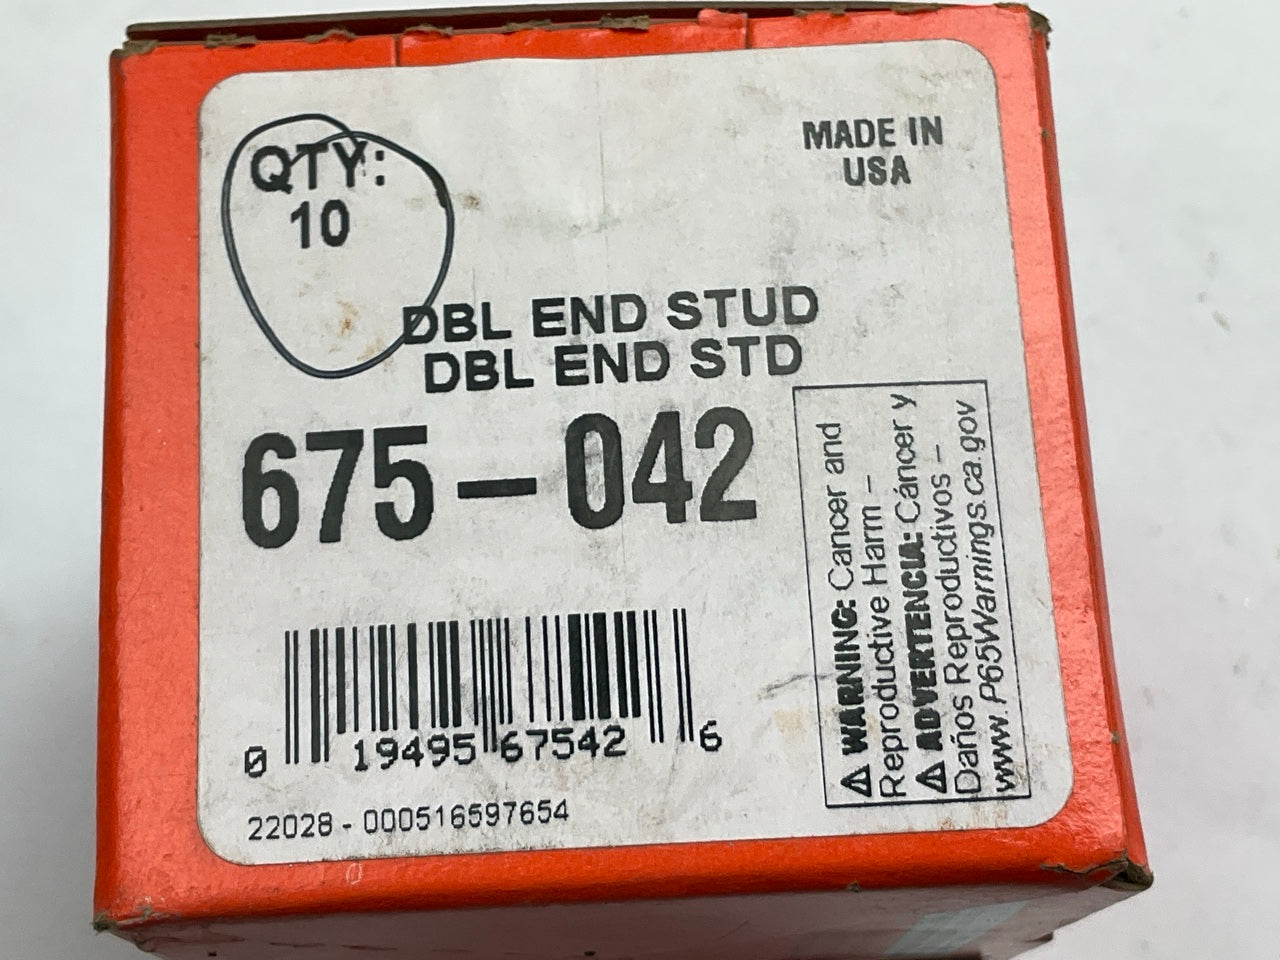 QTY:
10
MADE IN
USA
DBL END STUD
DBL END STD
675-042
0 19495 67542 6
22028 - 000516597654
⚠ WARNING: Cancer and
Reproductive Harm –
⚠ ADVERTENCIA: Cáncer y
Daños Reproductivos –
www.P65Warnings.ca.gov